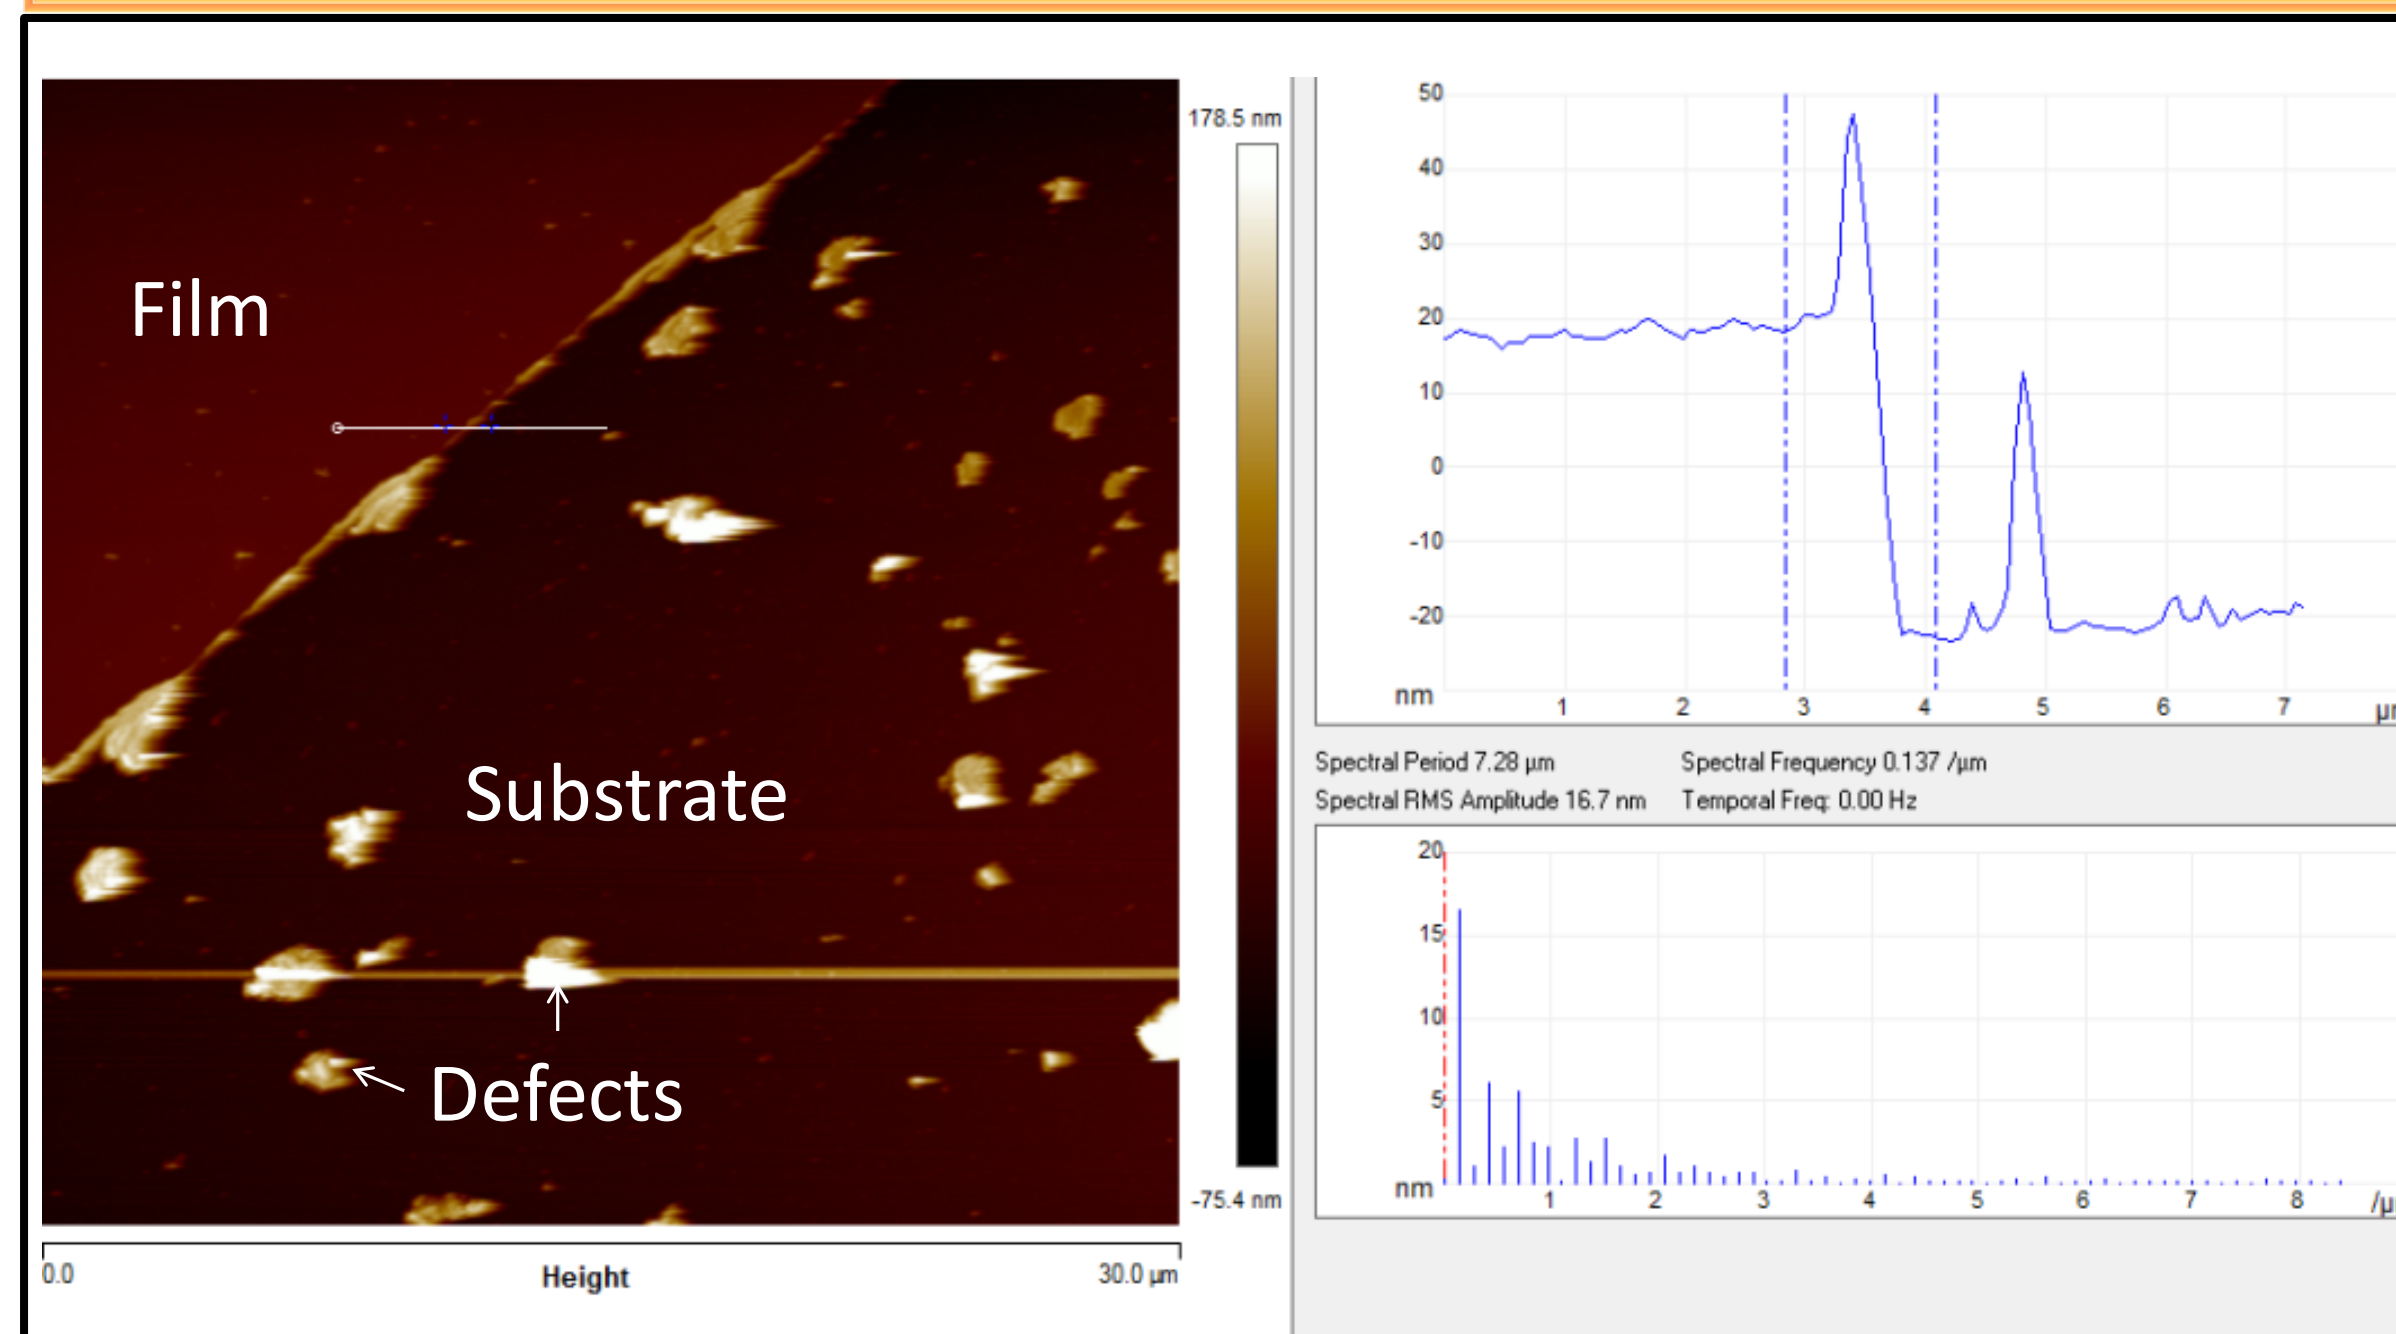 178.5 nm
Film
Substrate
Defects
-75.4 nm
0.0
Height
30.0 µm
50
40
30
20
10
0
-10
-20
nm
1 2 3 4 5 6 7
Spectral Period 7.28 µm Spectral Frequency 0.137 /µm
Spectral RMS Amplitude 16.7 nm Temporal Freq: 0.00 Hz
20
15
10
5
nm
1 2 3 4 5 6 7 8